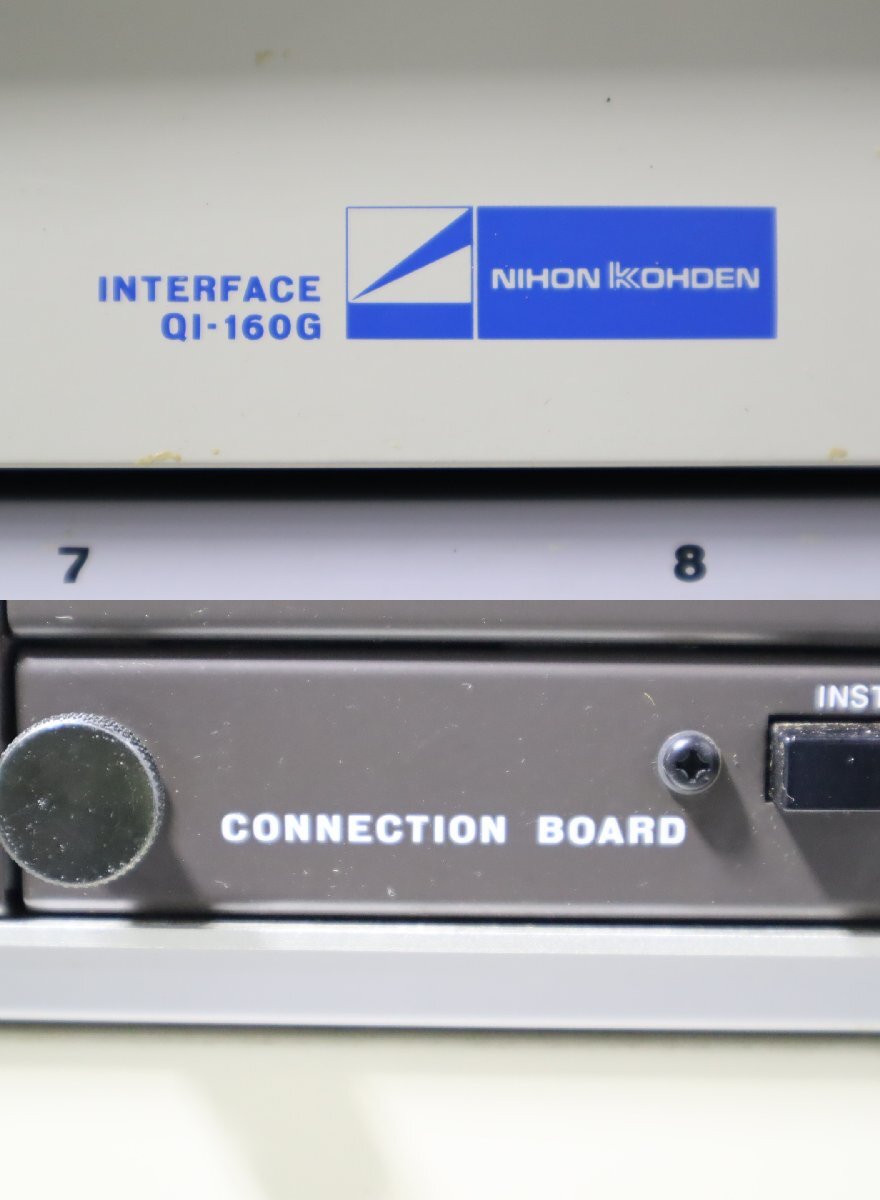 INTERFACE
QI-160G
NIHON KOHDEN
7 8
INST
CONNECTION BOARD